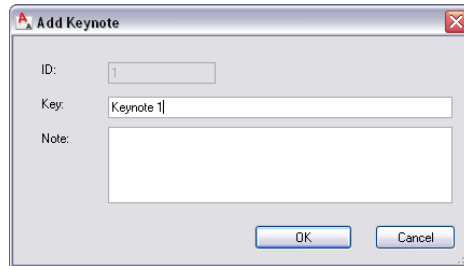 Add Keynote
ID: 1
Key: Keynote 1
Note:
OK Cancel